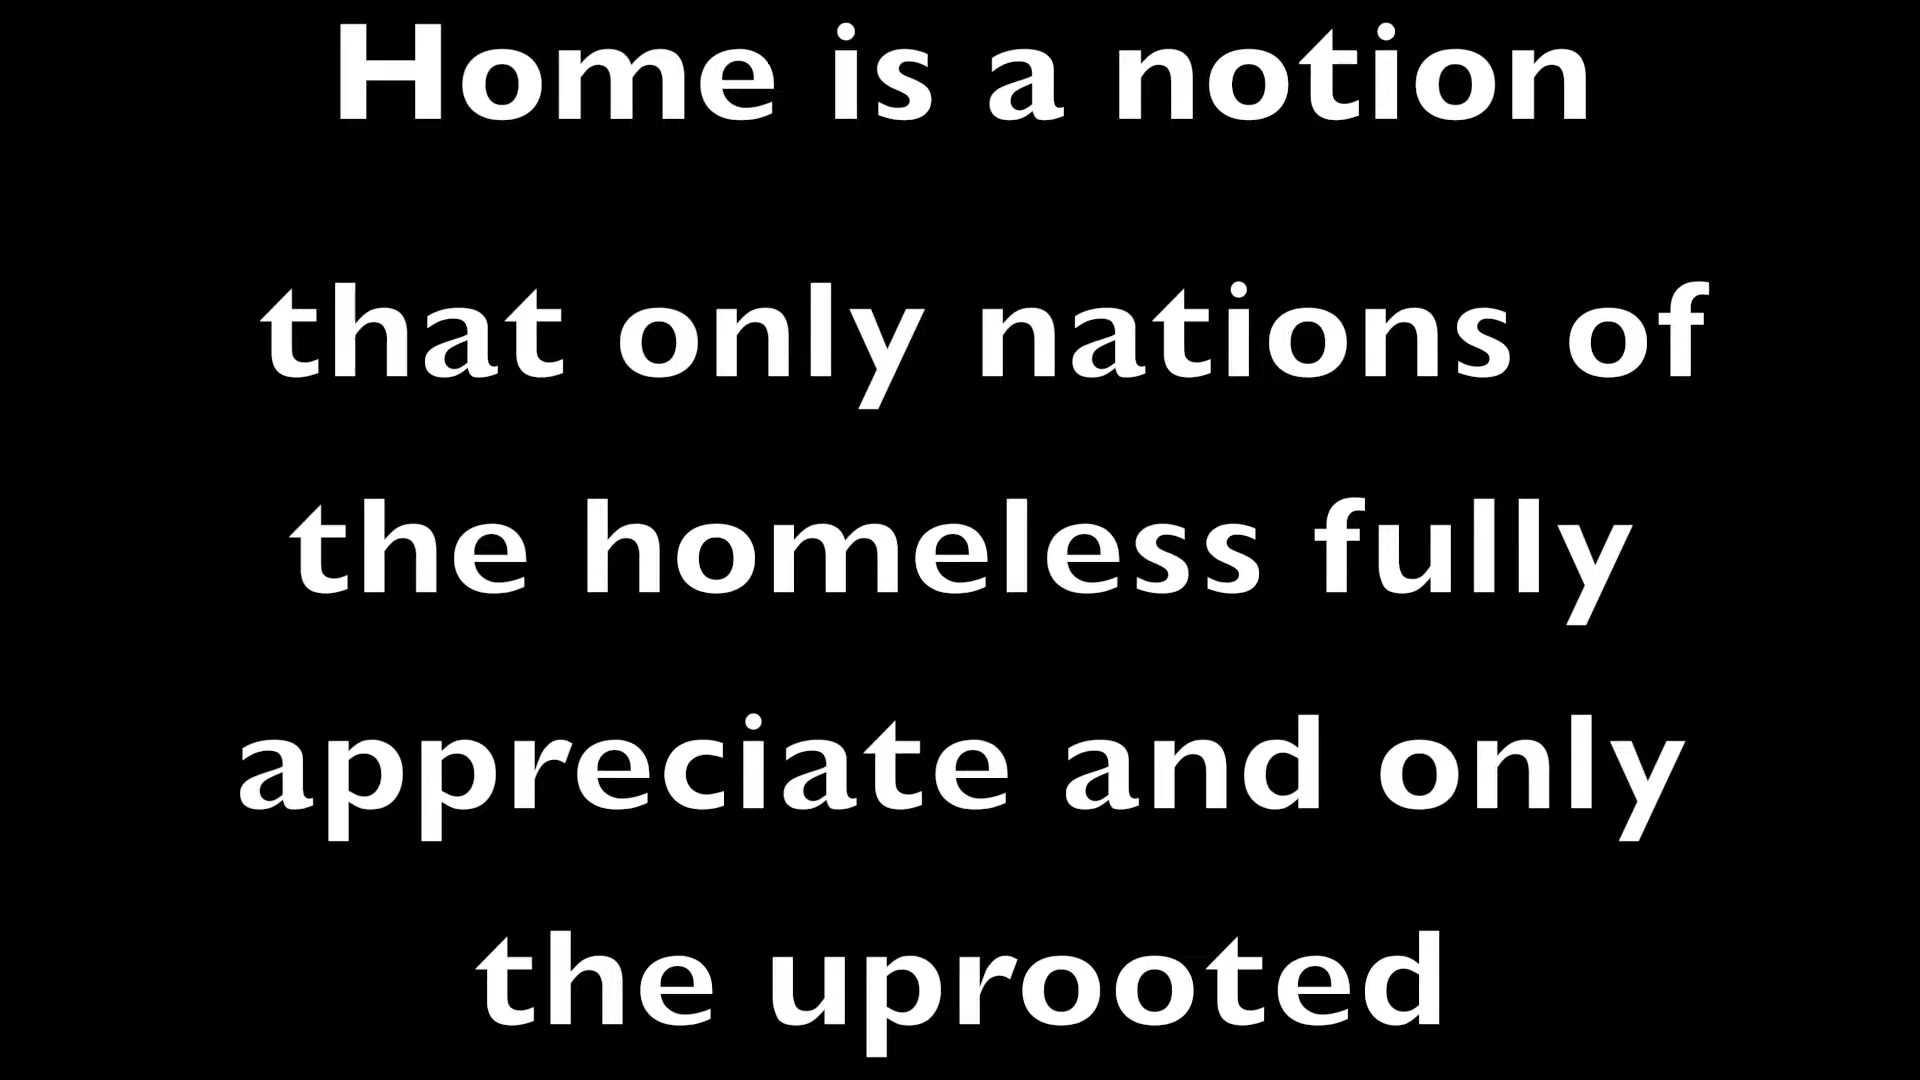 Home is a notion
that only nations of
the homeless fully
appreciate and only
the uprooted